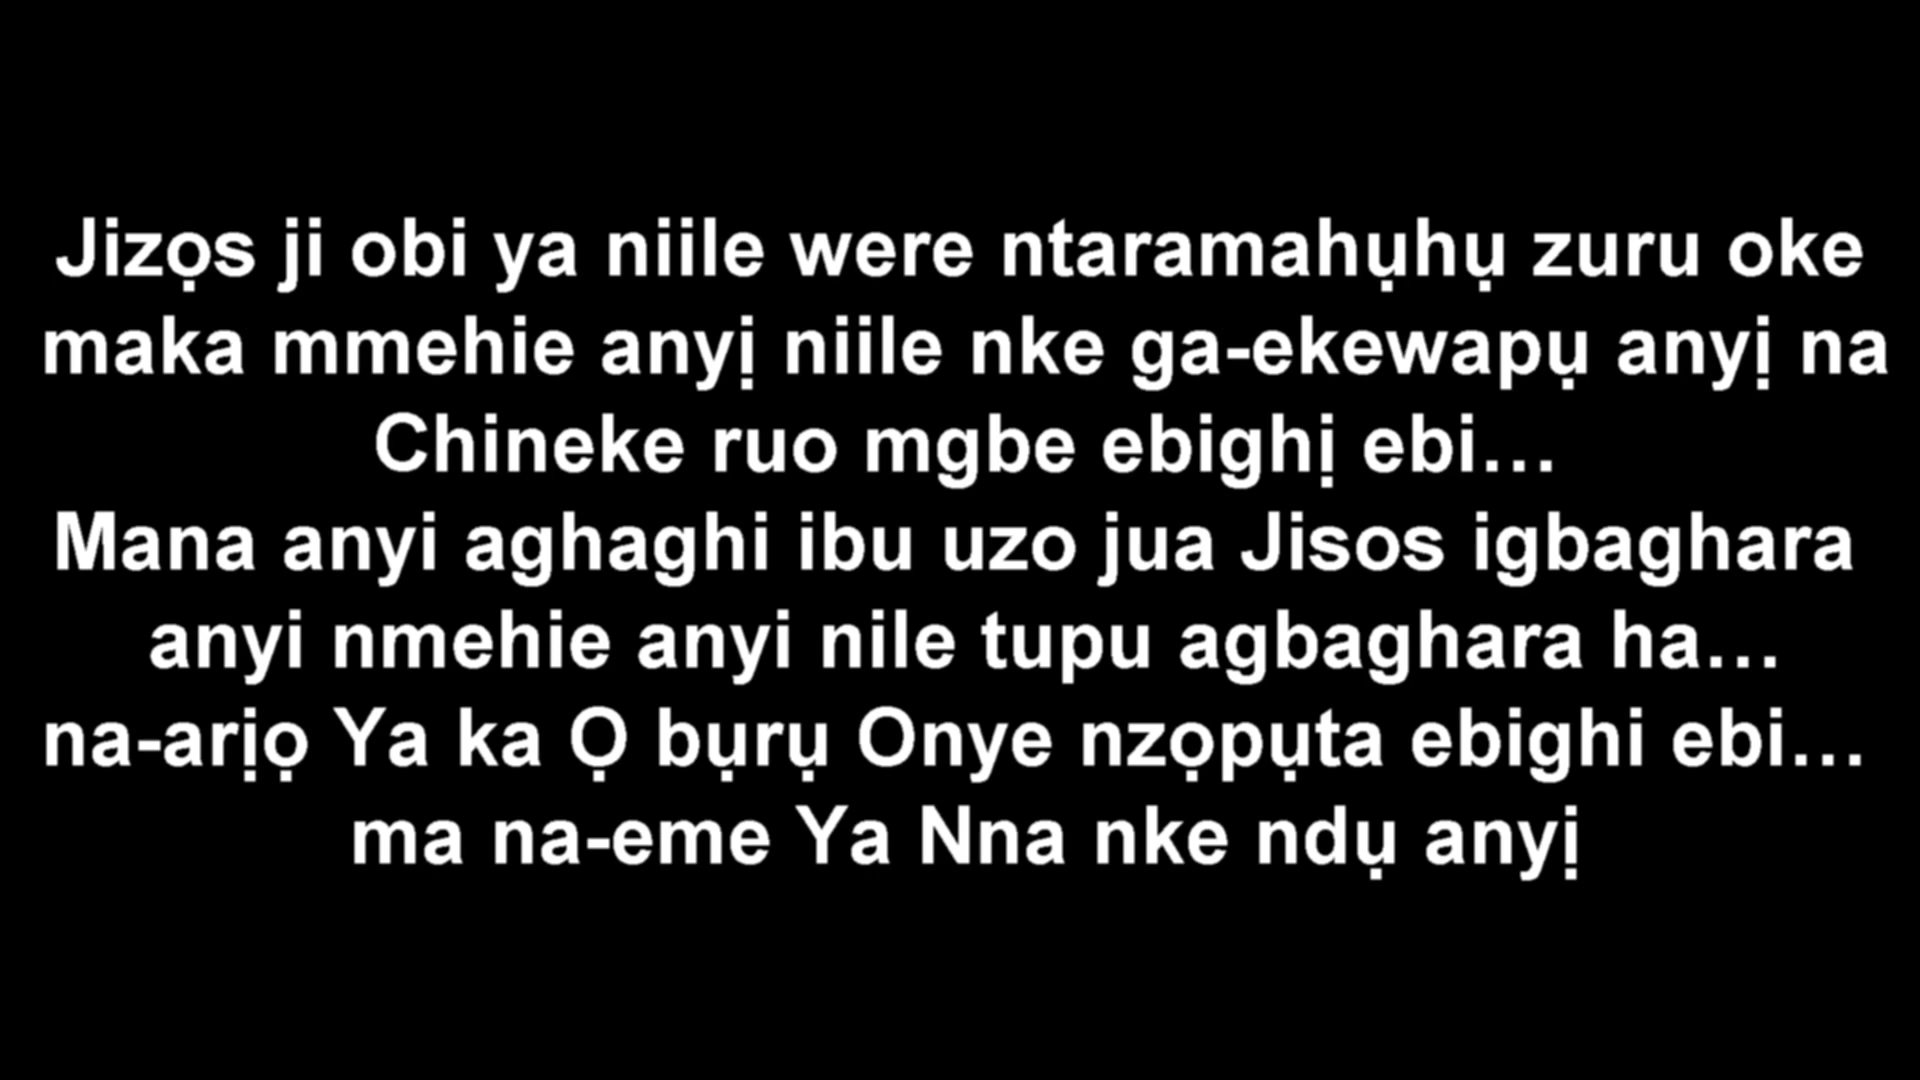 Jizọs ji obi ya niile were ntaramahụhụ zuru oke
maka mmehie anyị niile nke ga-ekewapụ anyị na
Chineke ruo mgbe ebighị ebi…
Mana anyi aghaghi ibu uzo jua Jisos igbaghara
anyi nmehie anyi nile tupu agbaghara ha…
na-arịọ Ya ka Ọ bụrụ Onye nzọpụta ebighi ebi…
ma na-eme Ya Nna nke ndụ anyị